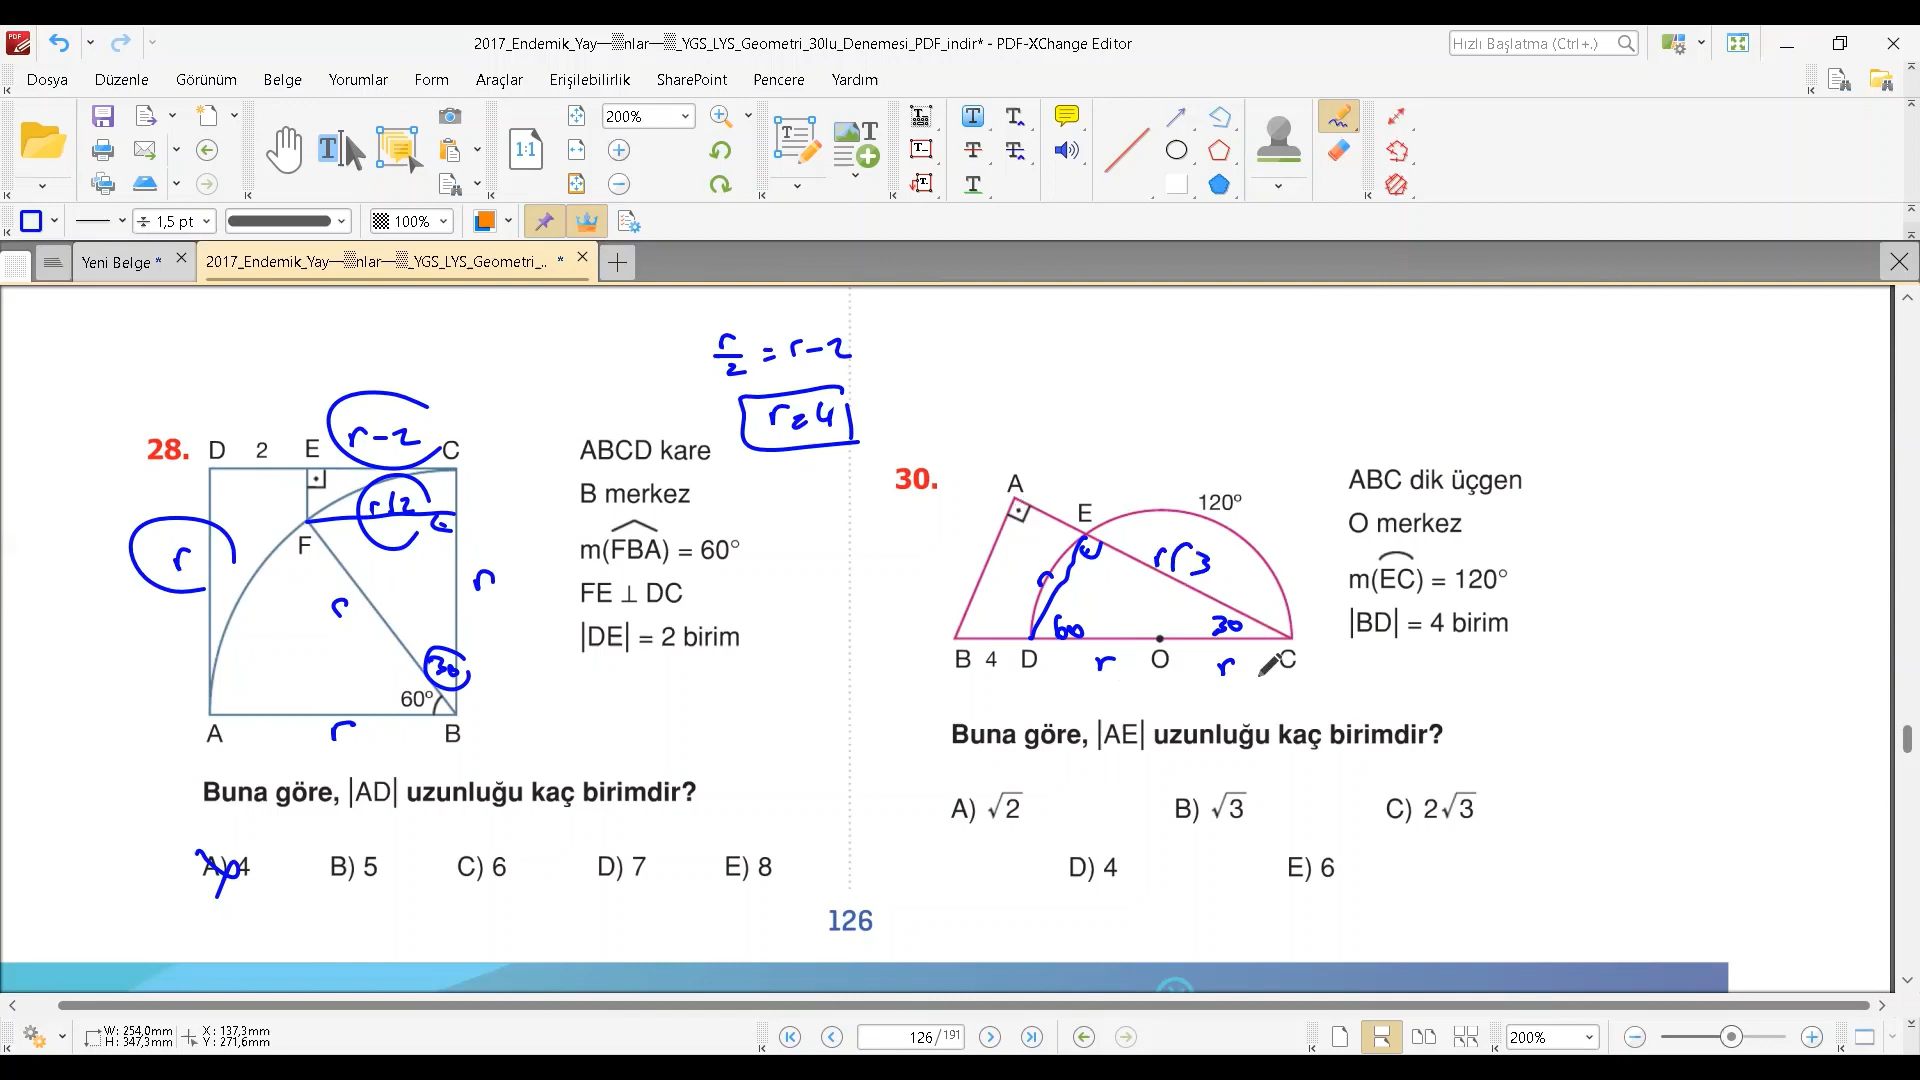 2017_Endemik_Yay—▒nlar—▒_YGS_LYS_Geometri_30lu_Denemesi_PDF_indir* - PDF-XChange Editor
Hızlı Başlatma (Ctrl+.)
Dosya Düzenle Görünüm Belge Yorumlar Form Araçlar Erişilebilirlik SharePoint Pencere Yardım
200%
1:1
1,5 pt
100%
Yeni Belge *
2017_Endemik_Yay—▒nlar—▒_YGS_LYS_Geometri_.. *
r/2 = r-2
r=4
28.
D 2 E r-2 C
r/2
F
r r r
30
60°
A r B
ABCD kare
B merkez
m(FBA) = 60°
FE ⊥ DC
|DE| = 2 birim
Buna göre, |AD| uzunluğu kaç birimdir?
A) 4 B) 5 C) 6 D) 7 E) 8
30.
A E 120°
r r√3
60 30
B 4 D r O r C
ABC dik üçgen
O merkez
m(EC) = 120°
|BD| = 4 birim
Buna göre, |AE| uzunluğu kaç birimdir?
A) √2 B) √3 C) 2√3
D) 4 E) 6
126
W: 254,0mm
H: 347,3mm
X: 137,3mm
Y: 271,6mm
126/191
200%